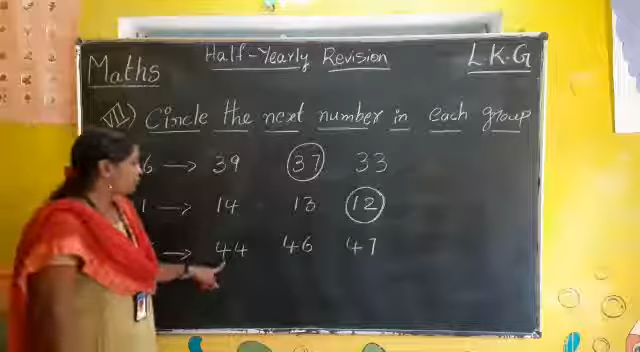 Maths
Half-Yearly Revision
L.K.G
VII) Circle the next number in each group
6 → 39 37 33
1 → 14 13 12
→ 44 46 47